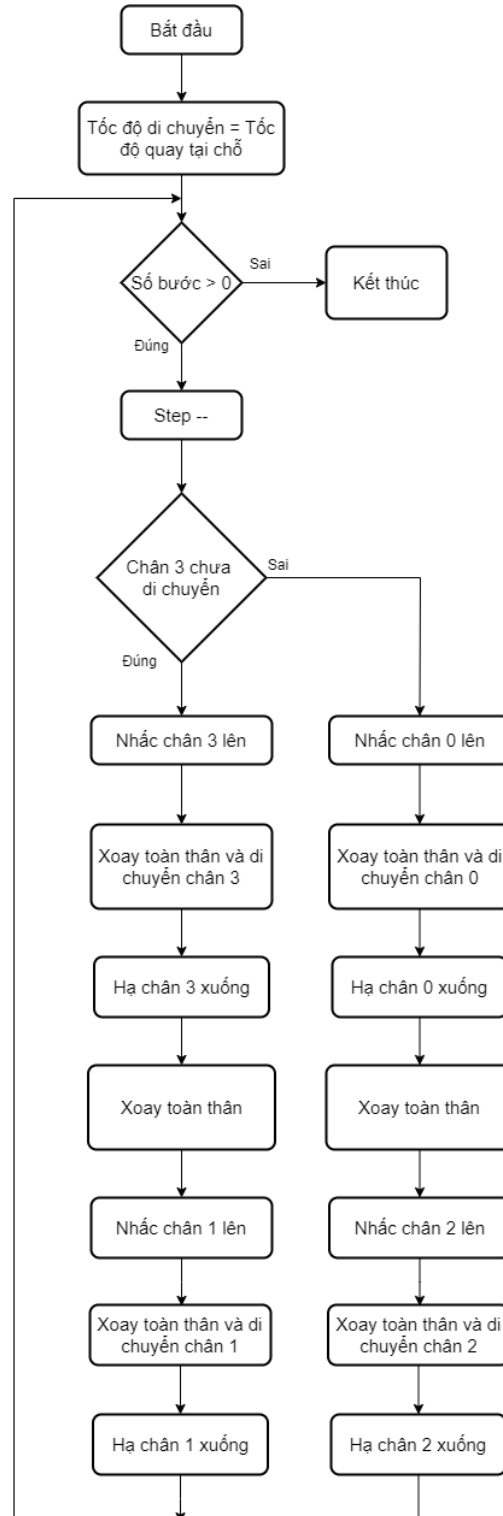 Bắt đầu
Tốc độ di chuyển = Tốc
độ quay tại chỗ
Số bước > 0
Sai
Kết thúc
Đúng
Step --
Chân 3 chưa
di chuyển
Sai
Đúng
Nhấc chân 3 lên
Nhấc chân 0 lên
Xoay toàn thân và di
chuyển chân 3
Xoay toàn thân và di
chuyển chân 0
Hạ chân 3 xuống
Hạ chân 0 xuống
Xoay toàn thân
Xoay toàn thân
Nhấc chân 1 lên
Nhấc chân 2 lên
Xoay toàn thân và di
chuyển chân 1
Xoay toàn thân và di
chuyển chân 2
Hạ chân 1 xuống
Hạ chân 2 xuống